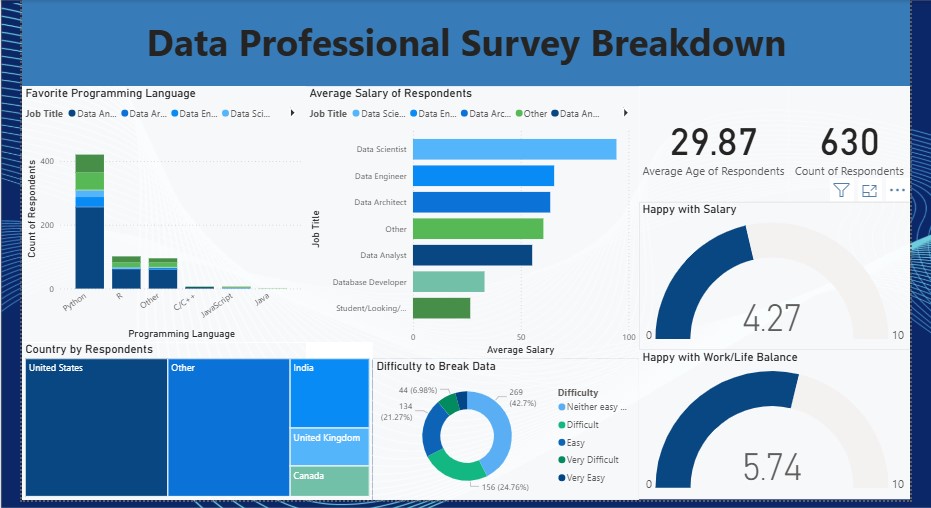 Data Professional Survey Breakdown
Favorite Programming Language
Job Title Data An... Data Ar... Data En... Data Sci...
Count of Respondents
400
200
0
Python
R
Other
C/C++
JavaScript
Java
Programming Language
Average Salary of Respondents
Job Title Data Scie... Data En... Data Arc... Other Data An...
Job Title
Data Scientist
Data Engineer
Data Architect
Other
Data Analyst
Database Developer
Student/Looking/...
0 50 100
Average Salary
29.87
Average Age of Respondents
630
Count of Respondents
Happy with Salary
4.27
0 10
Country by Respondents
United States
Other
India
United Kingdom
Canada
Difficulty to Break Data
44 (6.98%)
134
(21.27%)
269
(42.7%)
156 (24.76%)
Difficulty
Neither easy ...
Difficult
Easy
Very Difficult
Very Easy
Happy with Work/Life Balance
5.74
0 10